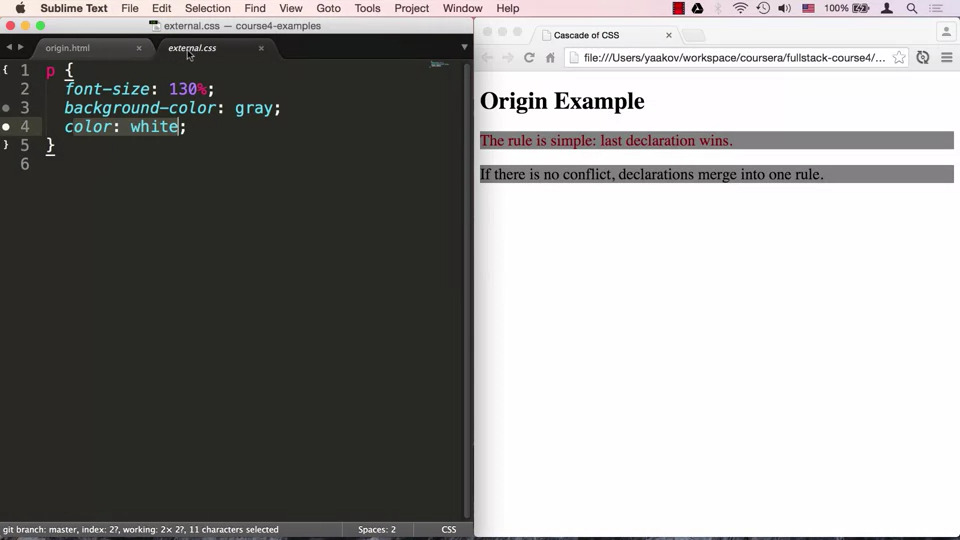 Sublime Text File Edit Selection Find View Goto Tools Project Window Help 100%
external.css — course4-examples
origin.html external.css
1 p {
2 font-size: 130%;
3 background-color: gray;
4 color: white;
5 }
6
git branch: master, index: 2?, working: 2× 2?, 11 characters selected Spaces: 2 CSS
Cascade of CSS
file:///Users/yaakov/workspace/coursera/fullstack-course4/...
Origin Example
The rule is simple: last declaration wins.
If there is no conflict, declarations merge into one rule.